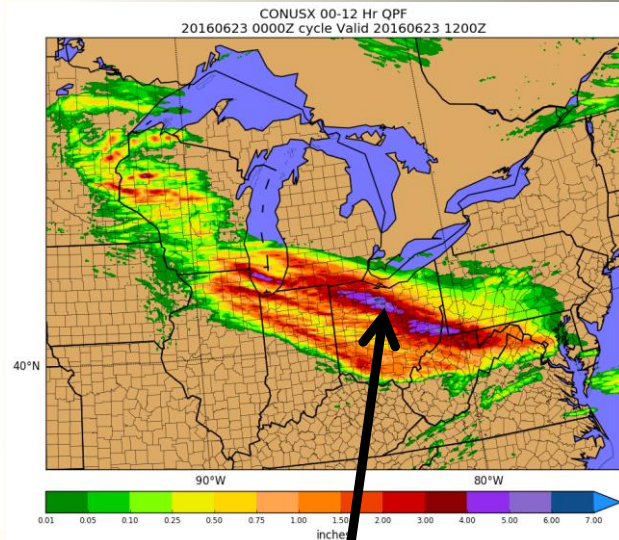 CONUSX 00-12 Hr QPF
20160623 0000Z cycle Valid 20160623 1200Z
40°N
90°W 80°W
0.01 0.05 0.10 0.25 0.50 0.75 1.00 1.50 2.00 3.00 4.00 5.00 6.00 7.00
inches